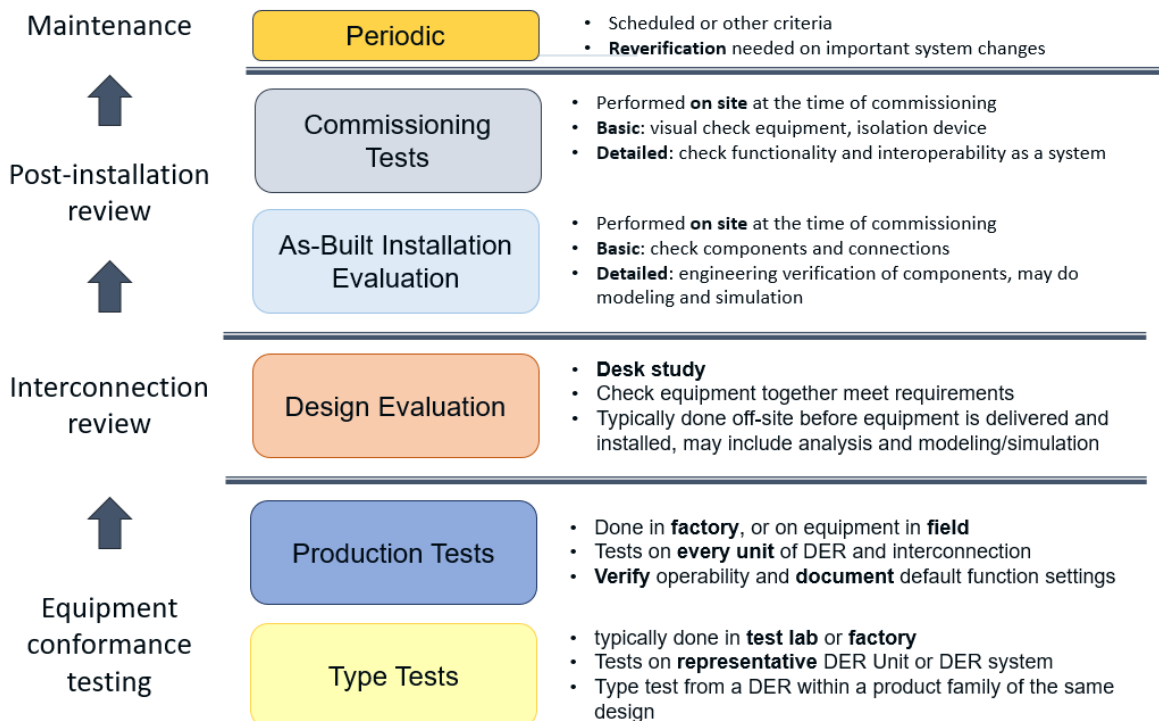 Maintenance
Periodic
• Scheduled or other criteria
• Reverification needed on important system changes
Post-installation
review
Commissioning
Tests
• Performed on site at the time of commissioning
• Basic: visual check equipment, isolation device
• Detailed: check functionality and interoperability as a system
As-Built Installation
Evaluation
• Performed on site at the time of commissioning
• Basic: check components and connections
• Detailed: engineering verification of components, may do
modeling and simulation
Interconnection
review
Design Evaluation
• Desk study
• Check equipment together meet requirements
• Typically done off-site before equipment is delivered and
installed, may include analysis and modeling/simulation
Equipment
conformance
testing
Production Tests
• Done in factory, or on equipment in field
• Tests on every unit of DER and interconnection
• Verify operability and document default function settings
Type Tests
• typically done in test lab or factory
• Tests on representative DER Unit or DER system
• Type test from a DER within a product family of the same
design